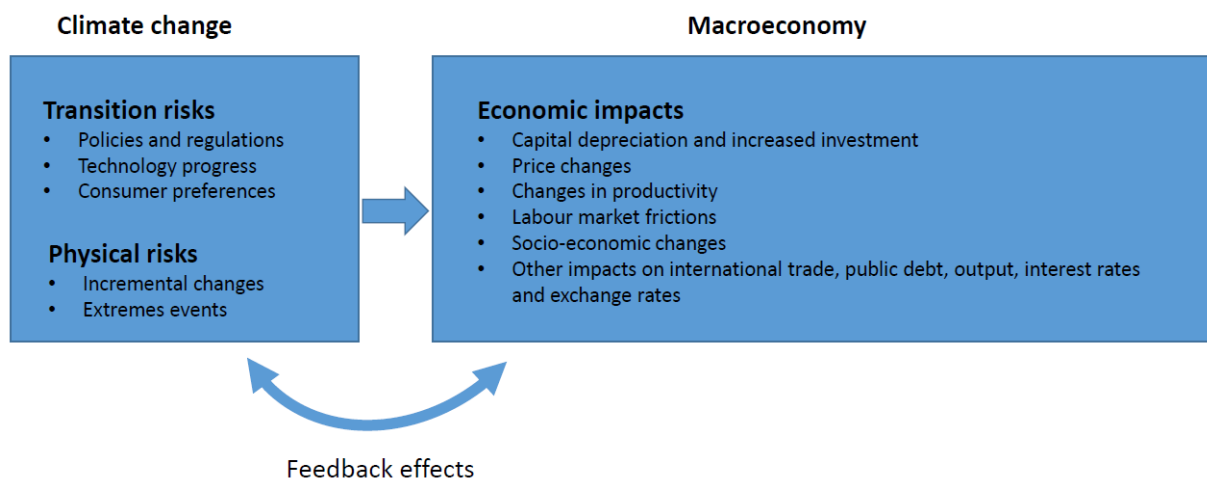 Climate change
Macroeconomy
Transition risks
• Policies and regulations
• Technology progress
• Consumer preferences
Physical risks
• Incremental changes
• Extremes events
Economic impacts
• Capital depreciation and increased investment
• Price changes
• Changes in productivity
• Labour market frictions
• Socio-economic changes
• Other impacts on international trade, public debt, output, interest rates
and exchange rates
Feedback effects